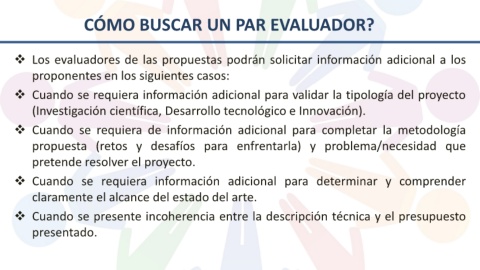 CÓMO BUSCAR UN PAR EVALUADOR?
❖ Los evaluadores de las propuestas podrán solicitar información adicional a los
proponentes en los siguientes casos:
❖ Cuando se requiera información adicional para validar la tipología del proyecto
(Investigación científica, Desarrollo tecnológico e Innovación).
❖ Cuando se requiera de información adicional para completar la metodología
propuesta (retos y desafíos para enfrentarla) y problema/necesidad que
pretende resolver el proyecto.
❖ Cuando se requiera información adicional para determinar y comprender
claramente el alcance del estado del arte.
❖ Cuando se presente incoherencia entre la descripción técnica y el presupuesto
presentado.